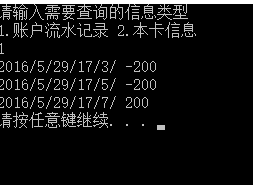 请输入需要查询的信息类型
1.账户流水记录 2.本卡信息
1
2016/5/29/17/3/ -200
2016/5/29/17/5/ -200
2016/5/29/17/7/ 200
请按任意键继续. . .